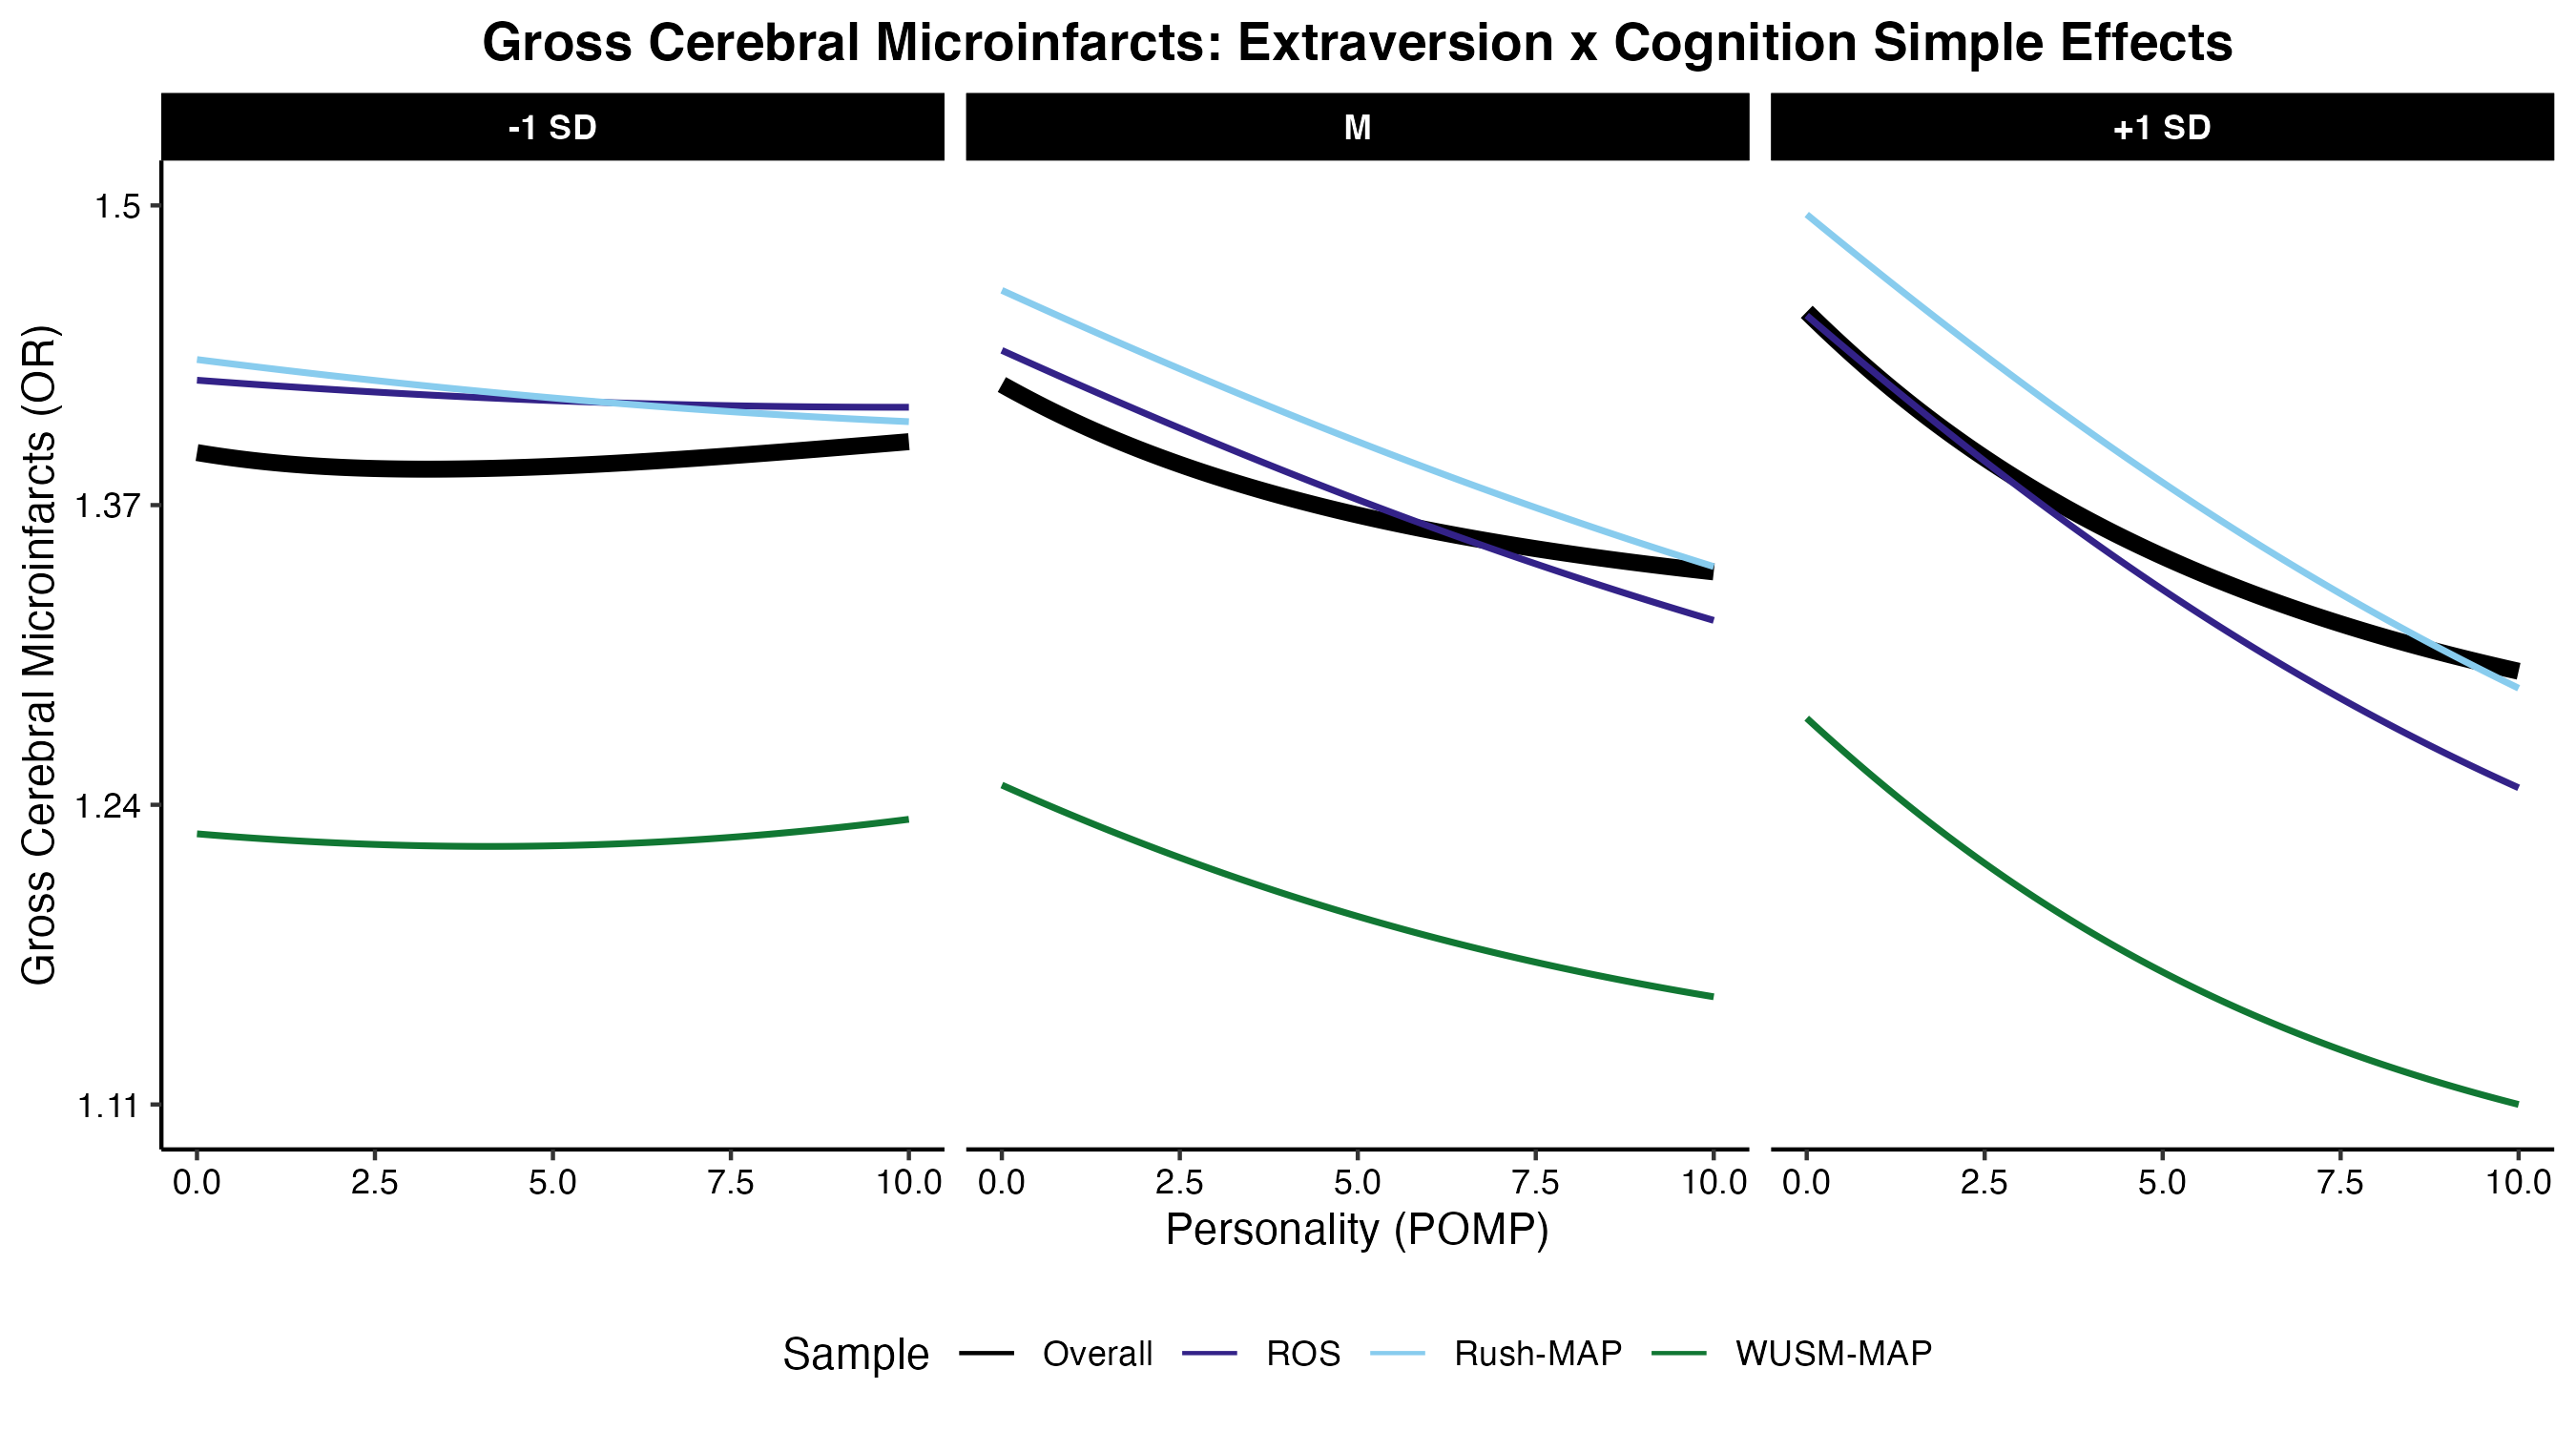 Gross Cerebral Microinfarcts: Extraversion x Cognition Simple Effects
-1 SD
M
+1 SD
Gross Cerebral Microinfarcts (OR)
1.5
1.37
1.24
1.11
0.0 2.5 5.0 7.5 10.0
0.0 2.5 5.0 7.5 10.0
0.0 2.5 5.0 7.5 10.0
Personality (POMP)
Sample Overall ROS Rush-MAP WUSM-MAP